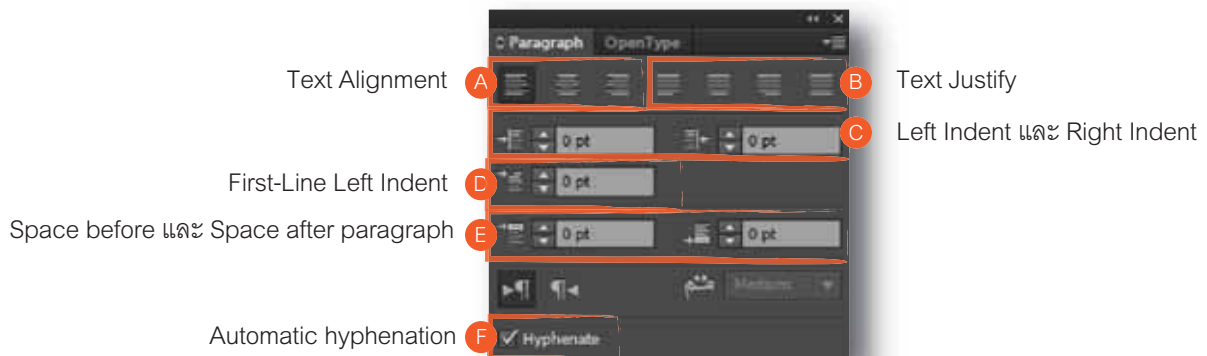 Paragraph OpenType
Text Alignment A B Text Justify
0 pt 0 pt C Left Indent และ Right Indent
First-Line Left Indent D 0 pt
Space before และ Space after paragraph E 0 pt 0 pt
Medium
Automatic hyphenation F Hyphenate